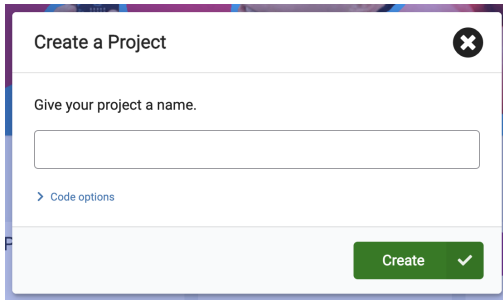 Create a Project
Give your project a name.
Code options
P
Create